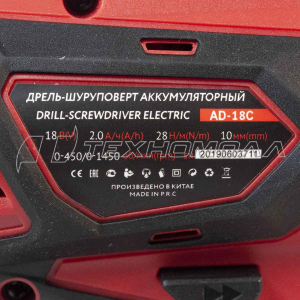 ДРЕЛЬ-ШУРУПОВЕРТ АККУМУЛЯТОРНЫЙ
DRILL-SCREWDRIVER ELECTRIC AD-18C
18 В(V) 2.0 А/ч(A/h) 28 Н/м(N/m) 10 мм(mm)
0-450/0-1450 20190603711
ТЕХНОМОЛЛ
ПРОИЗВЕДЕНО В КИТАЕ
MADE IN P.R.C